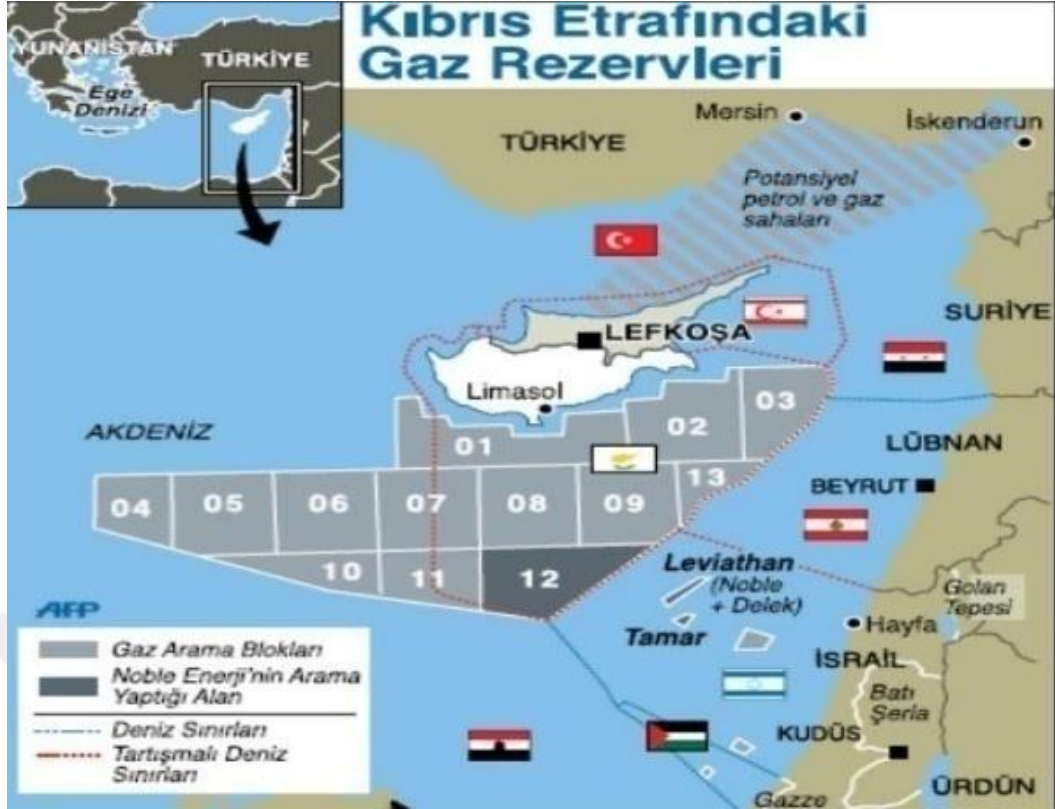 Kıbrıs Etrafındaki
Gaz Rezervleri
YUNANİSTAN
TÜRKİYE
Ege
Denizi
Mersin
İskenderun
TÜRKİYE
Potansiyel
petrol ve gaz
sahaları
SURİYE
LEFKOŞA
Limasol
03
02
01
AKDENİZ
LÜBNAN
BEYRUT
04
05
06
07
08
09
13
10
11
12
Leviathan
(Noble
+ Delek)
Golan
Tepesi
Tamar
Hayfa
İSRAİL
Batı
Şeria
KUDÜS
ÜRDÜN
Gazze
AFP
Gaz Arama Blokları
Noble Enerji'nin Arama
Yaptığı Alan
Deniz Sınırları
Tartışmalı Deniz
Sınırları